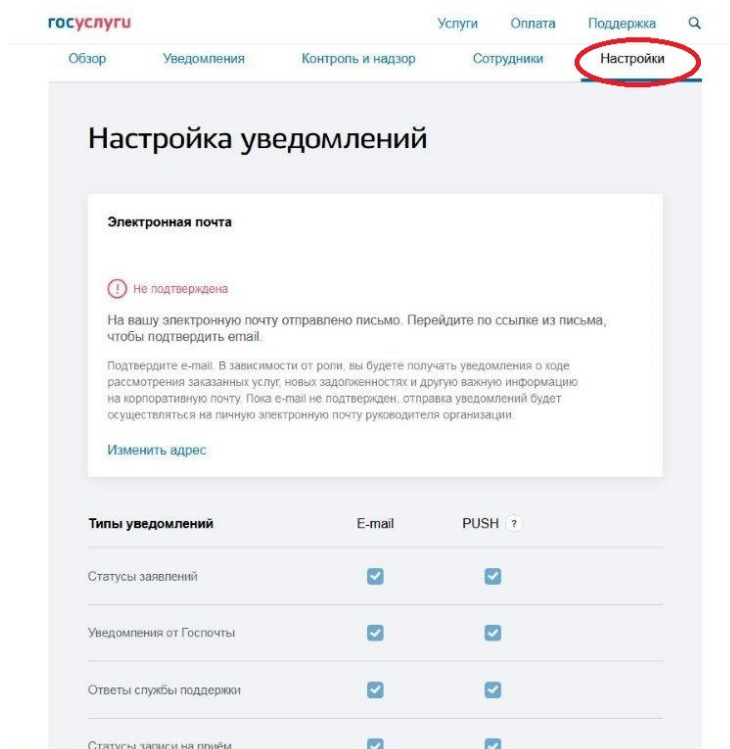 госуслуги Услуги Оплата Поддержка
Обзор Уведомления Контроль и надзор Сотрудники Настройки
Настройка уведомлений
Электронная почта
Не подтверждена
На вашу электронную почту отправлено письмо. Перейдите по ссылке из письма,
чтобы подтвердить email.
Подтвердите e-mail. В зависимости от роли, вы будете получать уведомления о ходе
рассмотрения заказанных услуг, новых задолженностях и другую важную информацию
на корпоративную почту. Пока e-mail не подтвержден, отправка уведомлений будет
осуществляться на личную электронную почту руководителя организации.
Изменить адрес
Типы уведомлений E-mail PUSH ?
Статусы заявлений
Уведомления от Госпочты
Ответы службы поддержки
Статусы записи на приём